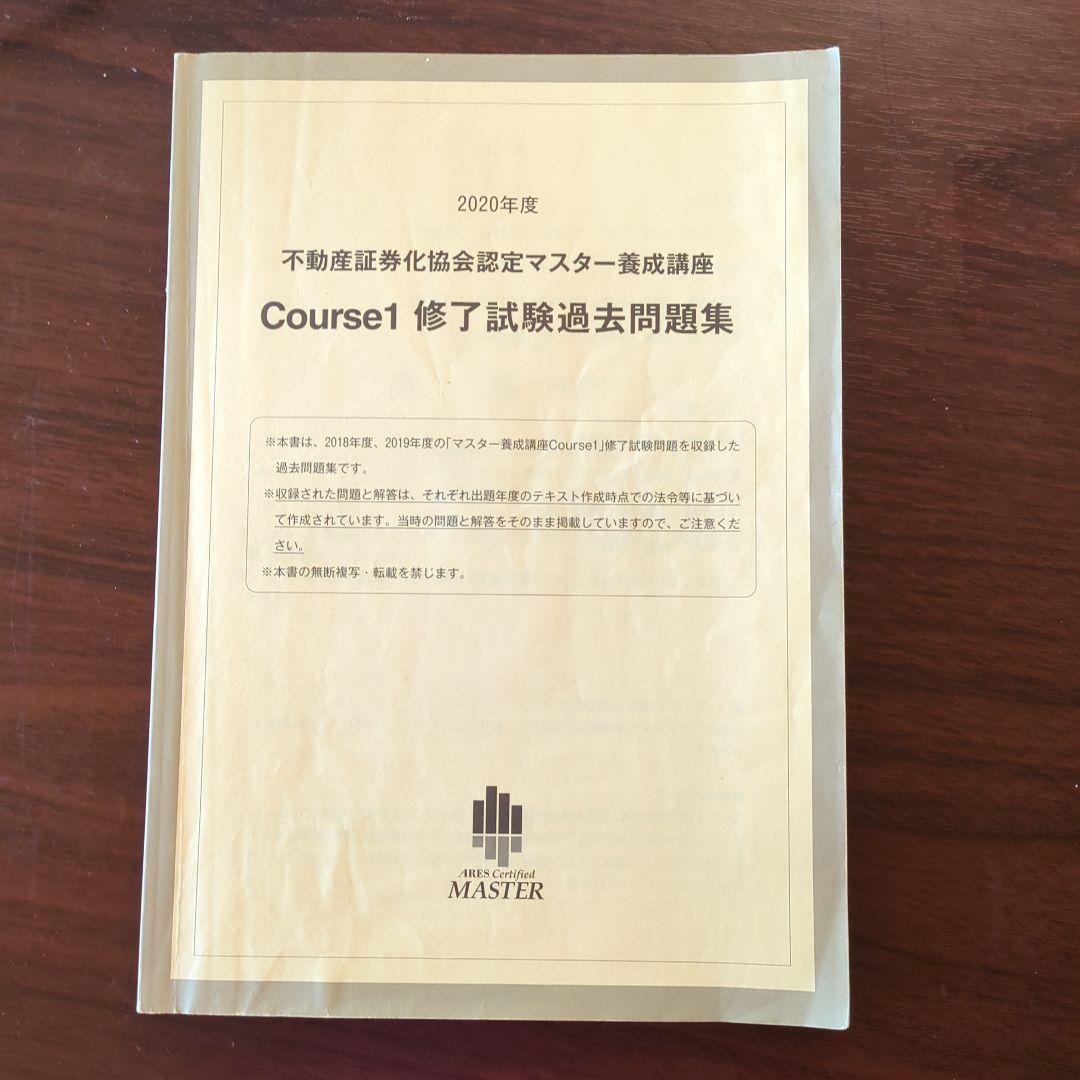 2020年度
不動産証券化協会認定マスター養成講座
Course1 修了試験過去問題集
※本書は、2018年度、2019年度の「マスター養成講座Course1」修了試験問題を収録した
過去問題集です。
※収録された問題と解答は、それぞれ出題年度のテキスト作成時点での法令等に基づい
て作成されています。当時の問題と解答をそのまま掲載していますので、ご注意くだ
さい。
※本書の無断複写・転載を禁じます。
ARES Certified
MASTER